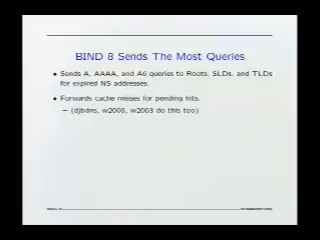 BIND 8 Sends The Most Queries
• Sends A, AAAA, and A6 queries to Roots, SLDs, and TLDs
for expired NS addresses.
• Forwards cache misses for pending hits.
– (djbdns, w2000, w2003 do this too)